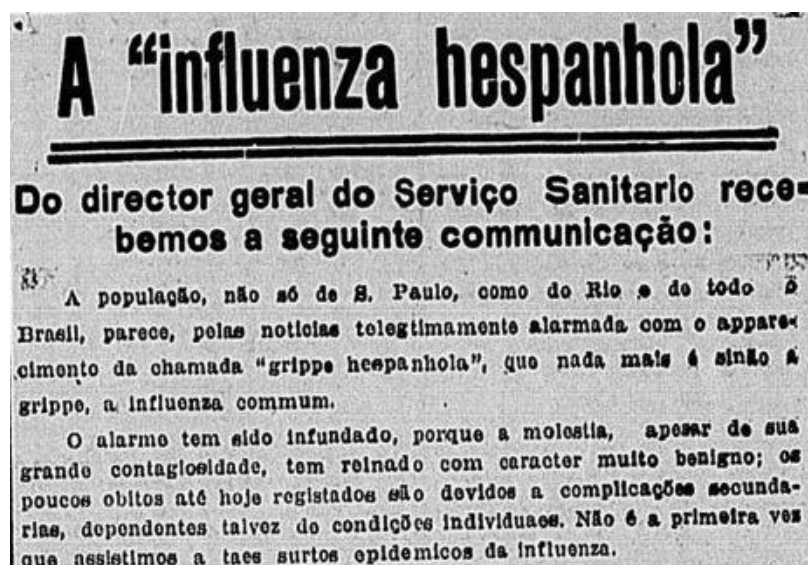 A “influenza hespanhola”
Do director geral do Serviço Sanitario rece-
bemos a seguinte communicação:
A população, não só de S. Paulo, como do Rio e de todo o
Brasil, parece, pelas noticias telegtimamente alarmada com o appare-
cimento da chamada “grippe hespanhola”, que nada mais é sinão a
grippe, a influenza commum.
O alarme tem sido infundado, porque a molestia, apesar de sua
grande contagiosidade, tem reinado com caracter muito benigno; os
poucos obitos até hoje registados são devidos a complicações secunda-
rias, dependentes talvez de condições individuaes. Não é a primeira vez
que assistimos a taes surtos epidemicos da influenza.